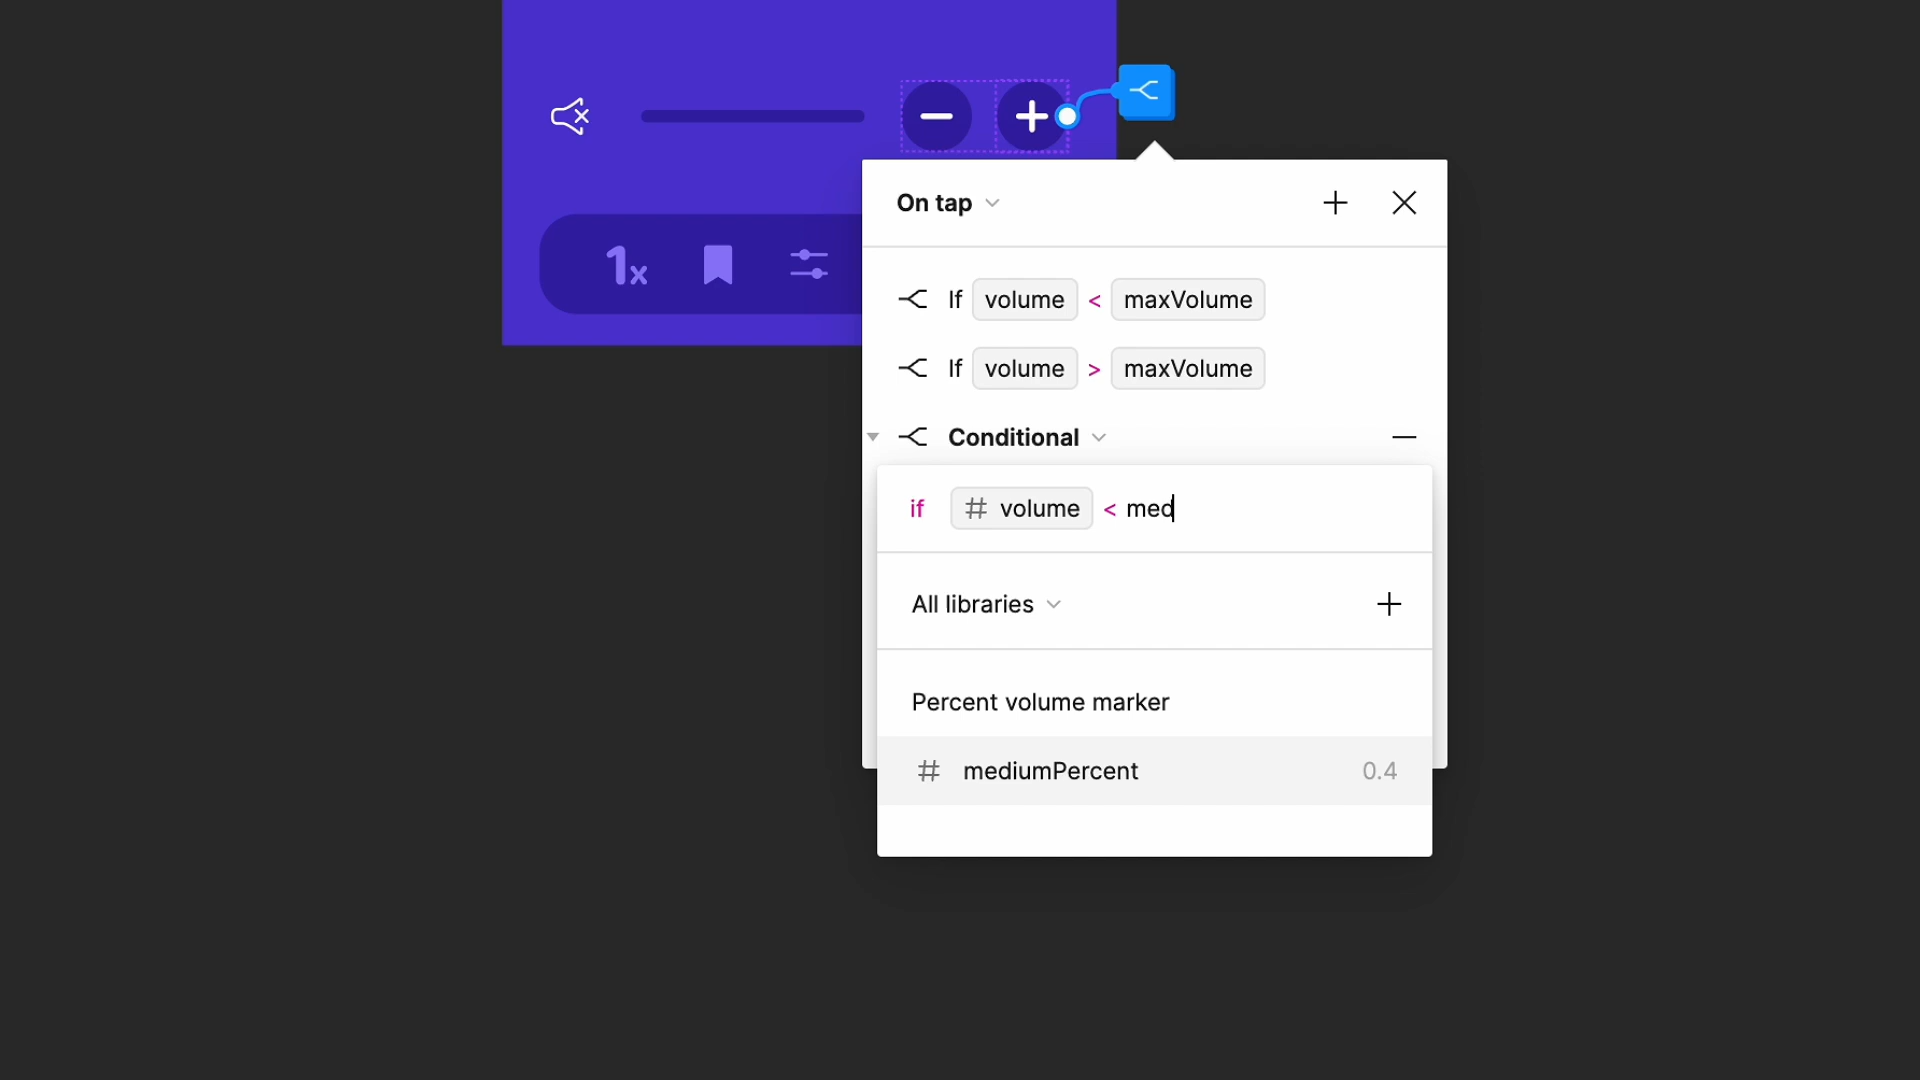 1x
On tap
If volume < maxVolume
If volume > maxVolume
Conditional
if # volume < med
All libraries
Percent volume marker
# mediumPercent 0.4